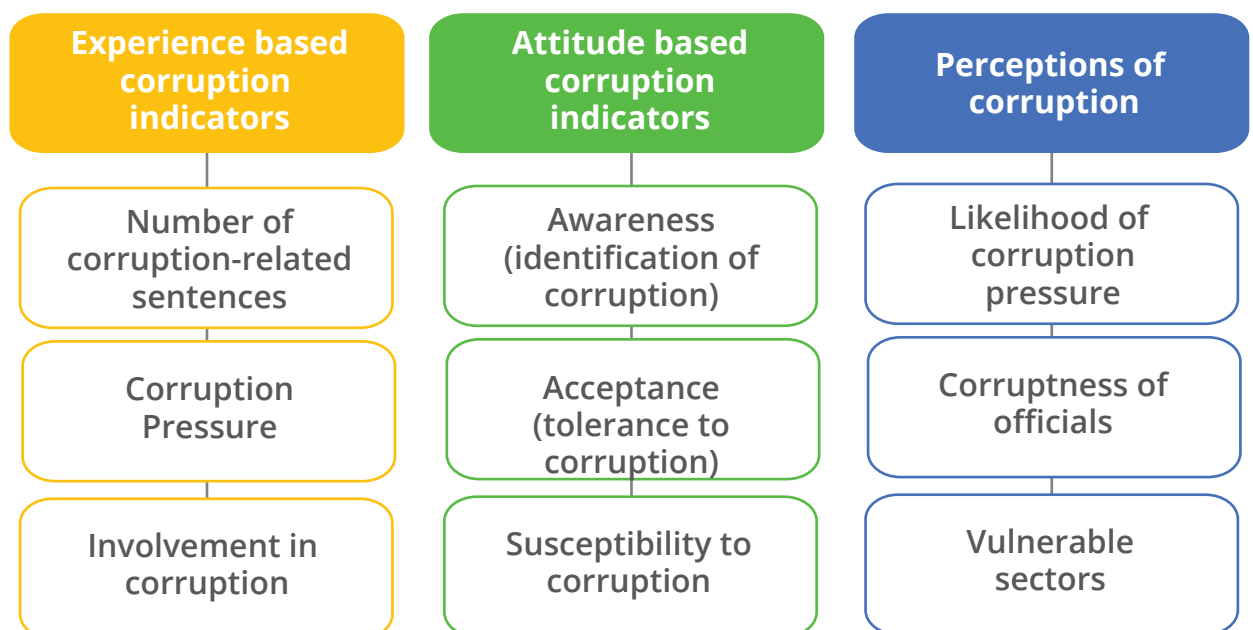 Experience based
corruption
indicators
Number of
corruption-related
sentences
Corruption
Pressure
Involvement in
corruption
Attitude based
corruption
indicators
Awareness
(identification of
corruption)
Acceptance
(tolerance to
corruption)
Susceptibility to
corruption
Perceptions of
corruption
Likelihood of
corruption
pressure
Corruptness of
officials
Vulnerable
sectors